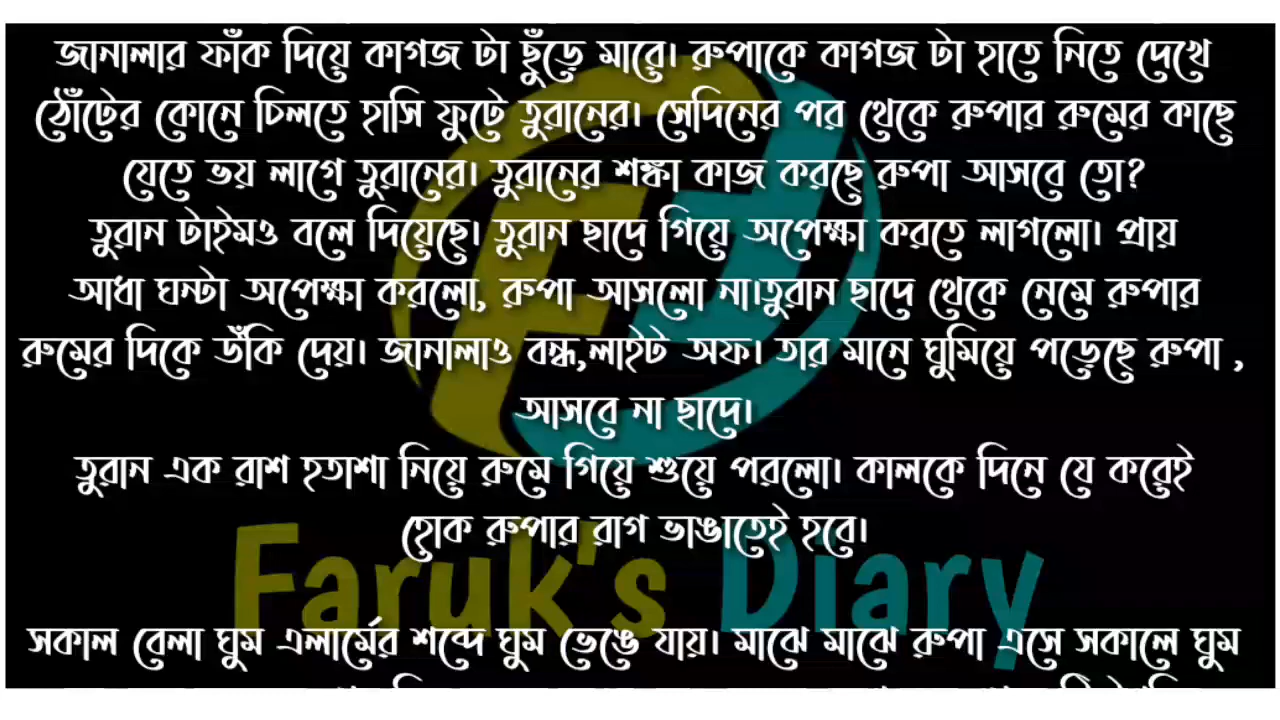 জানালার ফাঁক দিয়ে কাগজ টা ছুঁড়ে মারে। রুপাকে কাগজ টা হাতে নিতে দেখে
ঠোঁটের কোনে চিলতে হাসি ফুটে তুরানের। সেদিনের পর থেকে রুপার রুমের কাছে
যেতে ভয় লাগে তুরানের। তুরানের শঙ্কা কাজ করছে রুপা আসবে তো?
তুরান টাইমও বলে দিয়েছে। তুরান ছাদে গিয়ে অপেক্ষা করতে লাগলো। প্রায়
আধা ঘন্টা অপেক্ষা করলো, রুপা আসলো না।তুরান ছাদে থেকে নেমে রুপার
রুমের দিকে উঁকি দেয়। জানালাও বন্ধ,লাইট অফ। তার মানে ঘুমিয়ে পড়েছে রুপা ,
আসবে না ছাদে।
তুরান এক রাশ হতাশা নিয়ে রুমে গিয়ে শুয়ে পরলো। কালকে দিনে যে করেই
হোক রুপার রাগ ভাঙাতেই হবে।
Faruk's Diary
সকাল বেলা ঘুম এলার্মের শব্দে ঘুম ভেঙে যায়। মাঝে মাঝে রুপা এসে সকালে ঘুম